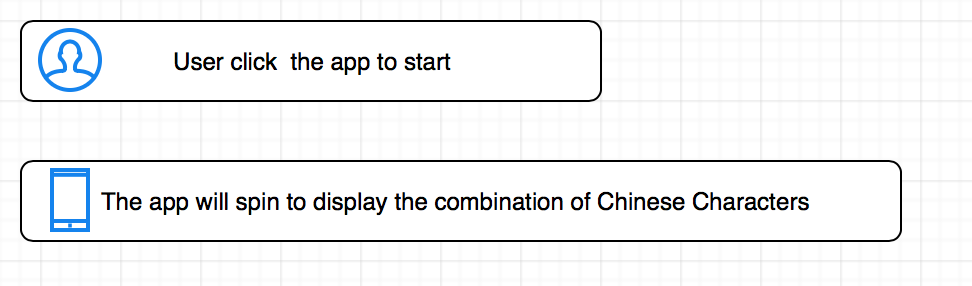 User click  the app to start
The app will spin to display the combination of Chinese Characters